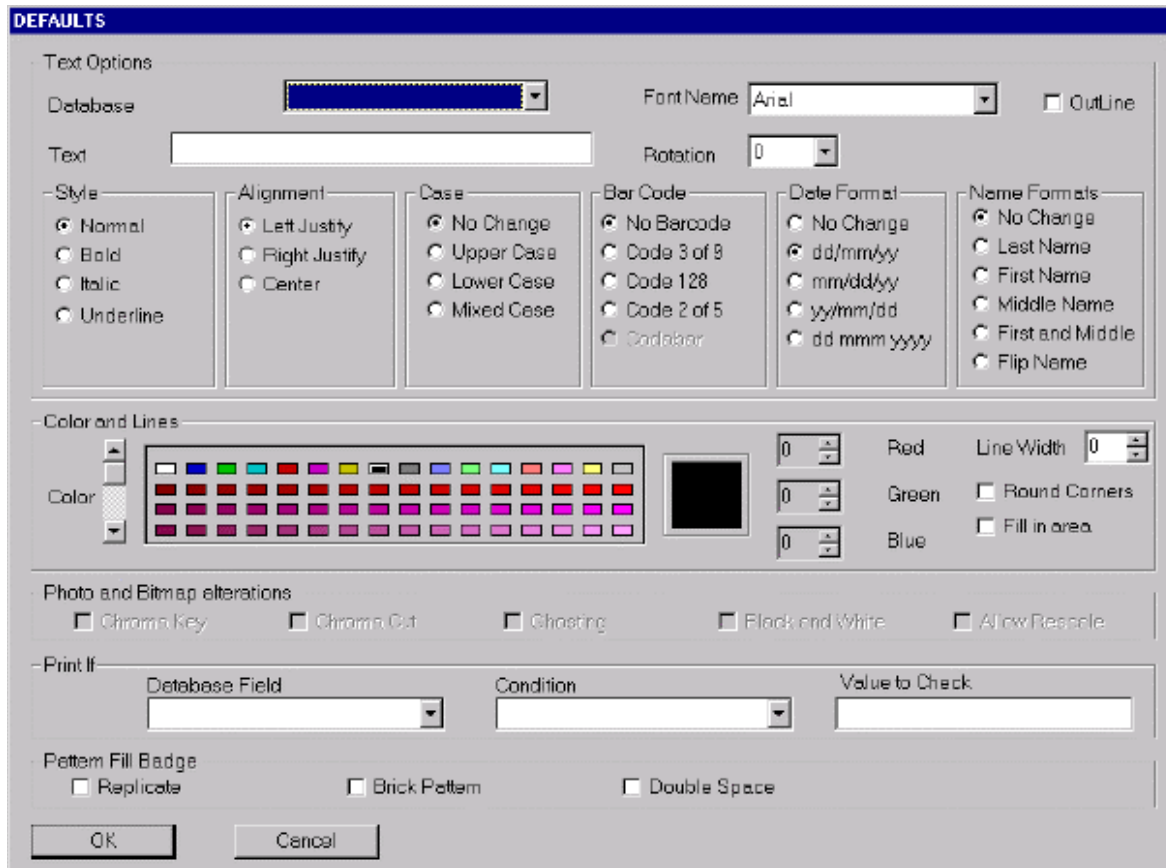 DEFAULTS
Text Options
Database
Font Name Arial
OutLine
Text
Rotation 0
Style
Normal
Bold
Italic
Underline
Alignment
Left Justify
Right Justify
Center
Case
No Change
Upper Case
Lower Case
Mixed Case
Bar Code
No Barcode
Code 3 of 9
Code 128
Code 2 of 5
Codabar
Date Format
No Change
dd/mm/yy
mm/dd/yy
yy/mm/dd
dd mmm yyyy
Name Formats
No Change
Last Name
First Name
Middle Name
First and Middle
Flip Name
Color and Lines
Color
0 Red
0 Green
0 Blue
Line Width 0
Round Corners
Fill in area
Photo and Bitmap alterations
Chroma Key
Chroma Cut
Ghosting
Black and White
Allow Rescale
Print If
Database Field
Condition
Value to Check
Pattern Fill Badge
Replicate
Brick Pattern
Double Space
OK
Cancel